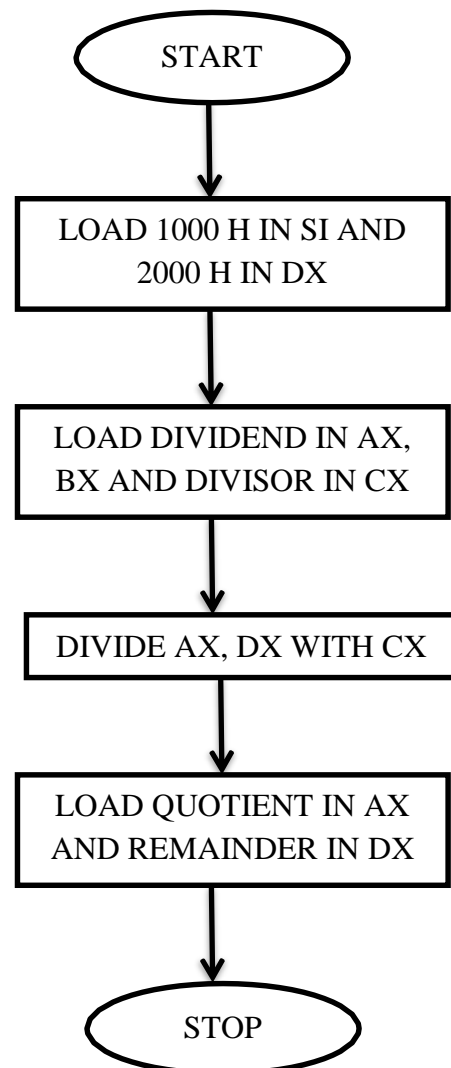 START
LOAD 1000 H IN SI AND
2000 H IN DX
LOAD DIVIDEND IN AX,
BX AND DIVISOR IN CX
DIVIDE AX, DX WITH CX
LOAD QUOTIENT IN AX
AND REMAINDER IN DX
STOP